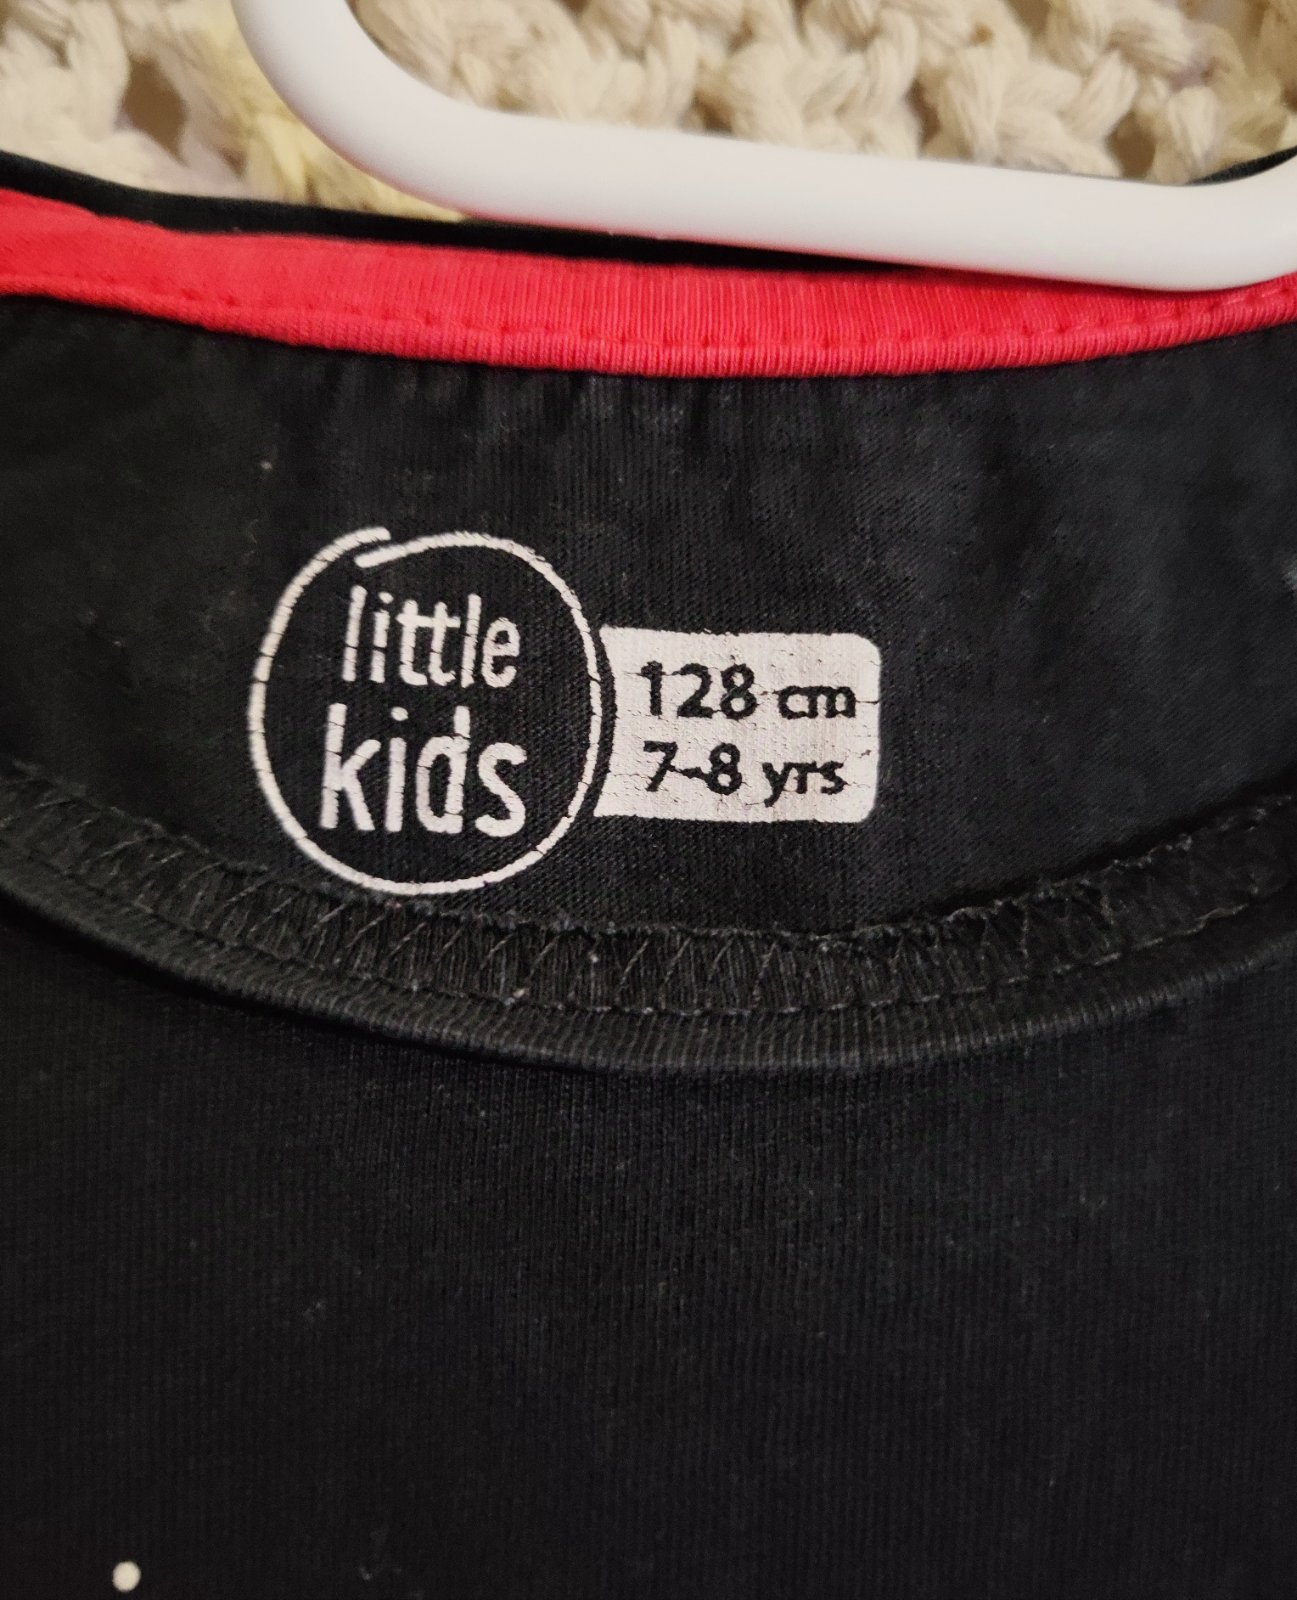 little
kids
128 cm
7-8 yrs